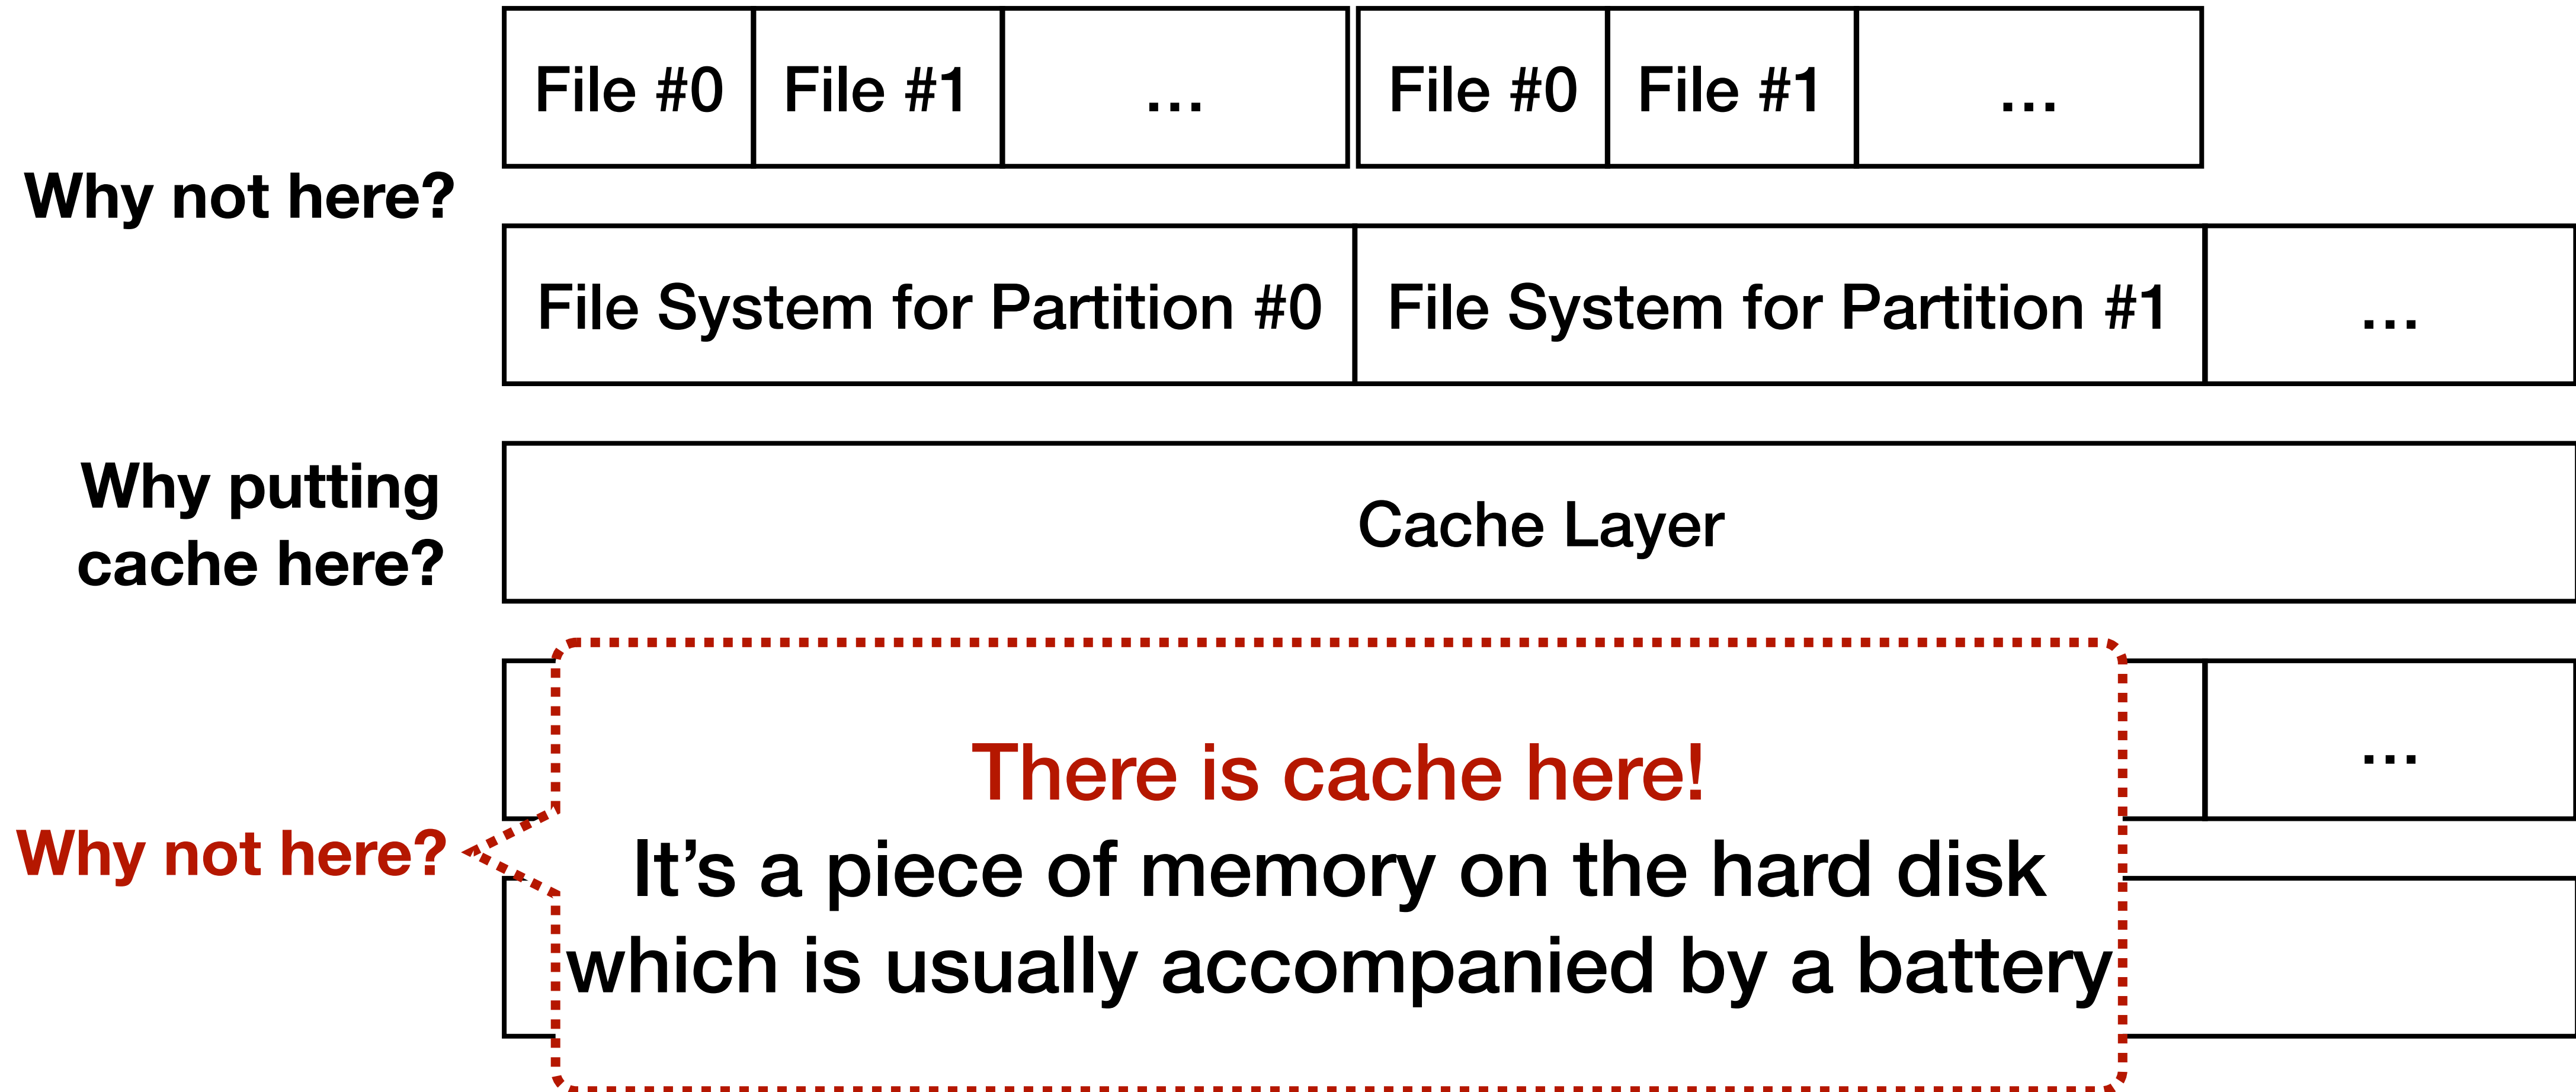 File #0 File #1 ... File #0 File #1 ...
Why not here?
File System for Partition #0 File System for Partition #1 ...
Why putting
cache here?
Cache Layer
...
There is cache here!
Why not here?
It’s a piece of memory on the hard disk
which is usually accompanied by a battery